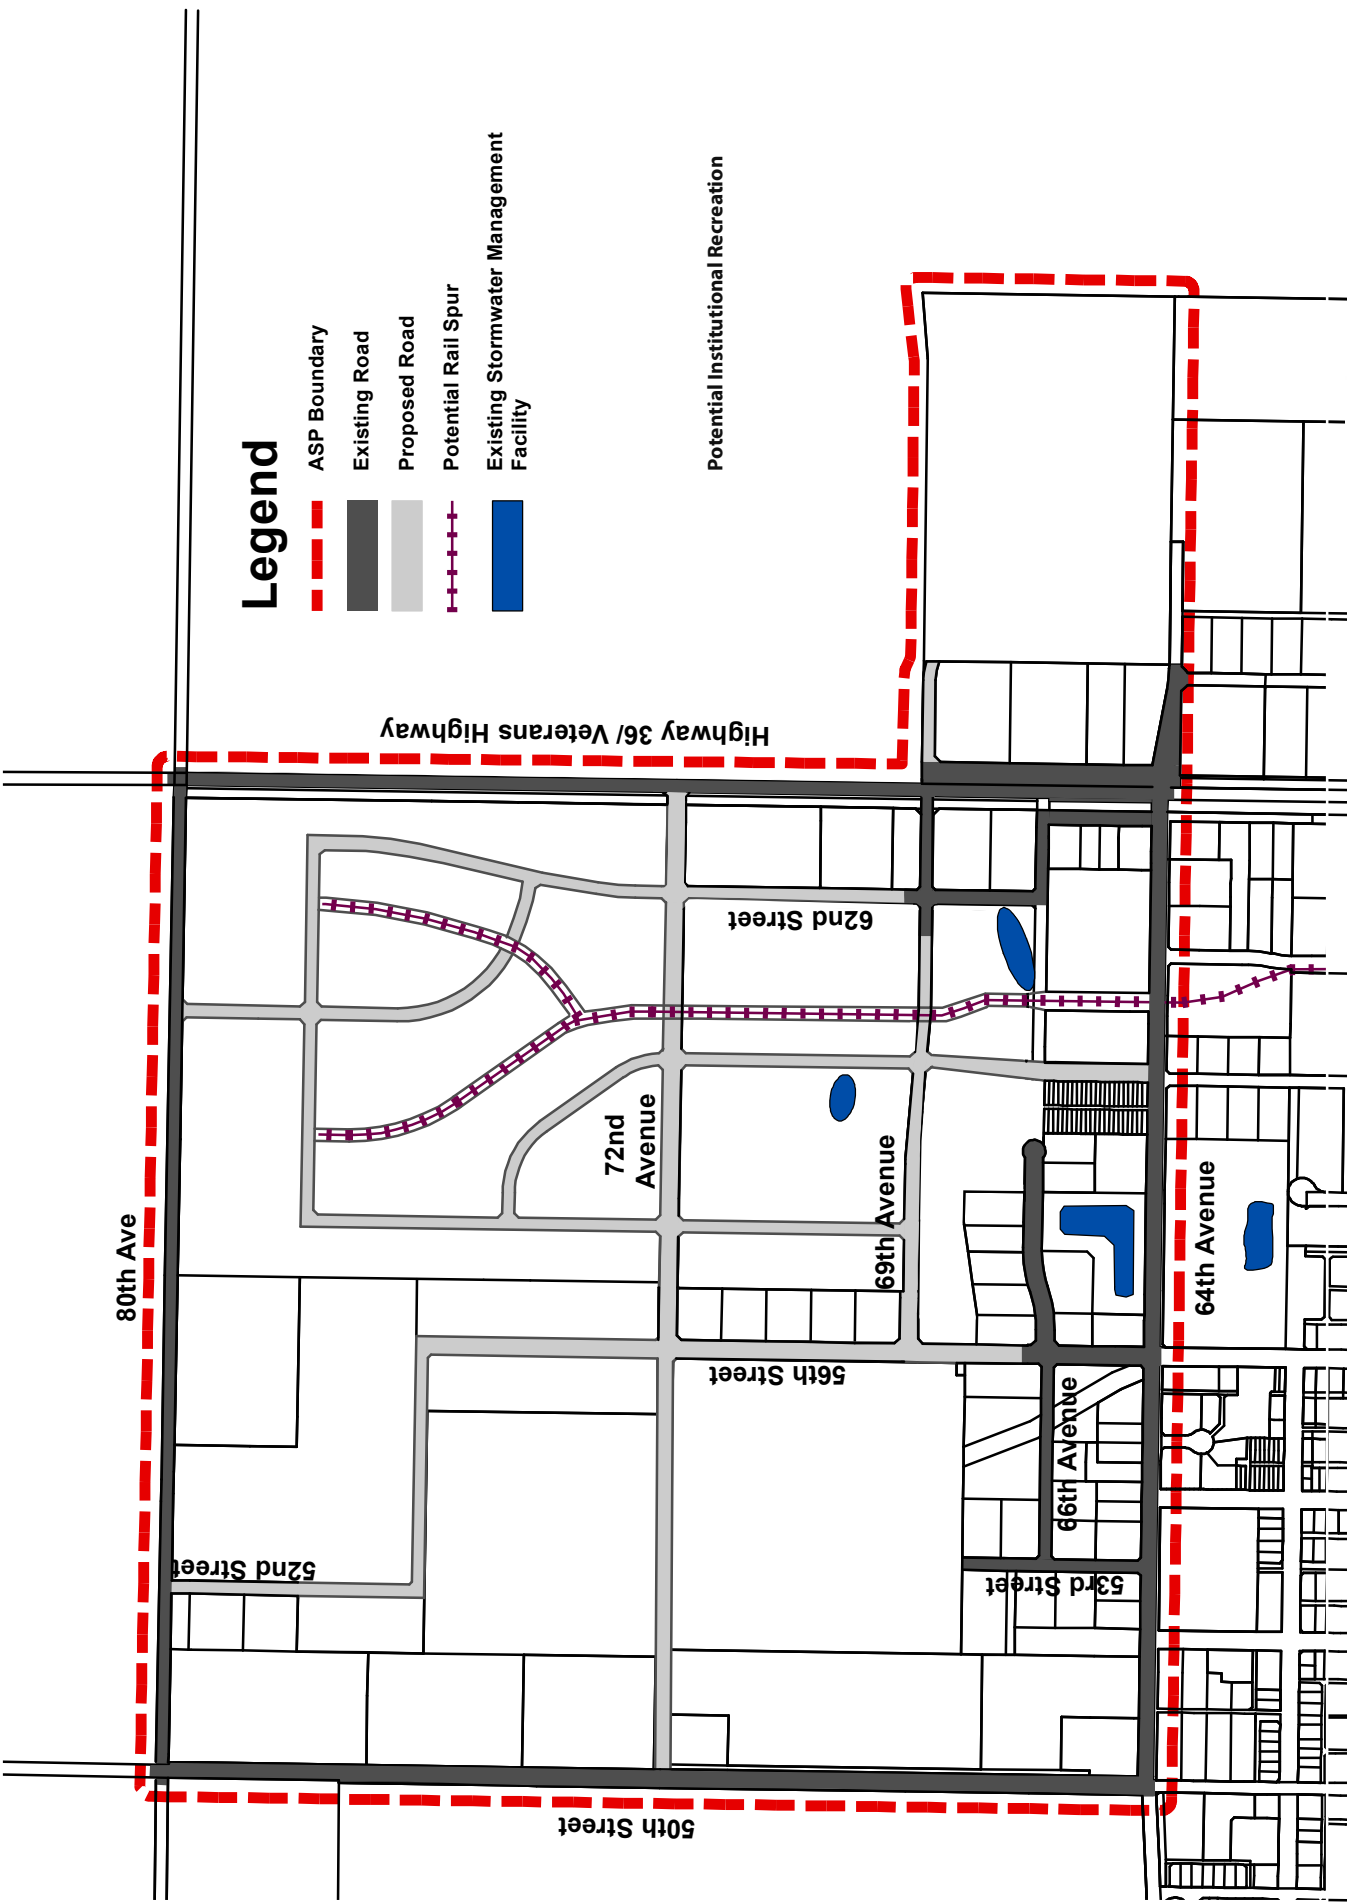 Legend
ASP Boundary
Existing Road
Proposed Road
Potential Rail Spur
Existing Stormwater Management
Facility
Potential Institutional Recreation
Highway 36/ Veterans Highway
80th Ave
62nd Street
72nd
Avenue
69th Avenue
64th Avenue
56th Street
66th Avenue
52nd Street
53rd Street
50th Street